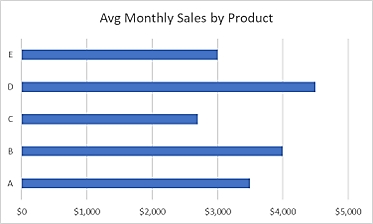 Avg Monthly Sales by Product
E
D
C
B
A
$0 $1,000 $2,000 $3,000 $4,000 $5,000